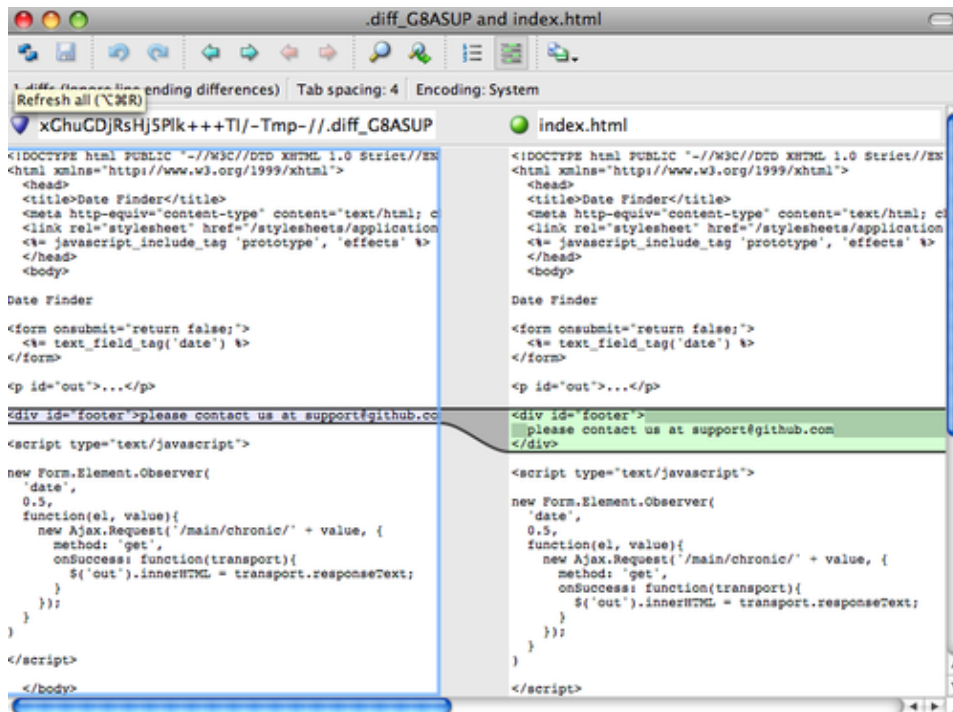 .diff_G8ASUP and index.html
1 diffs (Ignore line ending differences) Tab spacing: 4 Encoding: System
Refresh all (⌥⌘R)
xGhuGDjRsHj5Plk+++TI/-Tmp-//.diff_G8ASUP
index.html
<!DOCTYPE html PUBLIC "-//W3C//DTD XHTML 1.0 Strict//EN
<html xmlns="http://www.w3.org/1999/xhtml">
<head>
<title>Date Finder</title>
<meta http-equiv="content-type" content="text/html; c
<link rel="stylesheet" href="/stylesheets/application
<%= javascript_include_tag 'prototype', 'effects' %>
</head>
<body>
Date Finder
<form onsubmit="return false;">
<%= text_field_tag('date') %>
</form>
<p id="out">...</p>
<div id="footer">please contact us at support@github.co
<script type="text/javascript">
new Form.Element.Observer(
'date',
0.5,
function(el, value){
new Ajax.Request('/main/chronic/' + value, {
method: 'get',
onSuccess: function(transport){
$('out').innerHTML = transport.responseText;
}
});
}
)
</script>
</body>
<!DOCTYPE html PUBLIC "-//W3C//DTD XHTML 1.0 Strict//EN
<html xmlns="http://www.w3.org/1999/xhtml">
<head>
<title>Date Finder</title>
<meta http-equiv="content-type" content="text/html; cl
<link rel="stylesheet" href="/stylesheets/application
<%= javascript_include_tag 'prototype', 'effects' %>
</head>
<body>
Date Finder
<form onsubmit="return false;">
<%= text_field_tag('date') %>
</form>
<p id="out">...</p>
<div id="footer">
please contact us at support@github.com
</div>
<script type="text/javascript">
new Form.Element.Observer(
'date',
0.5,
function(el, value){
new Ajax.Request('/main/chronic/' + value, {
method: 'get',
onSuccess: function(transport){
$('out').innerHTML = transport.responseText;
}
});
}
)
</script>